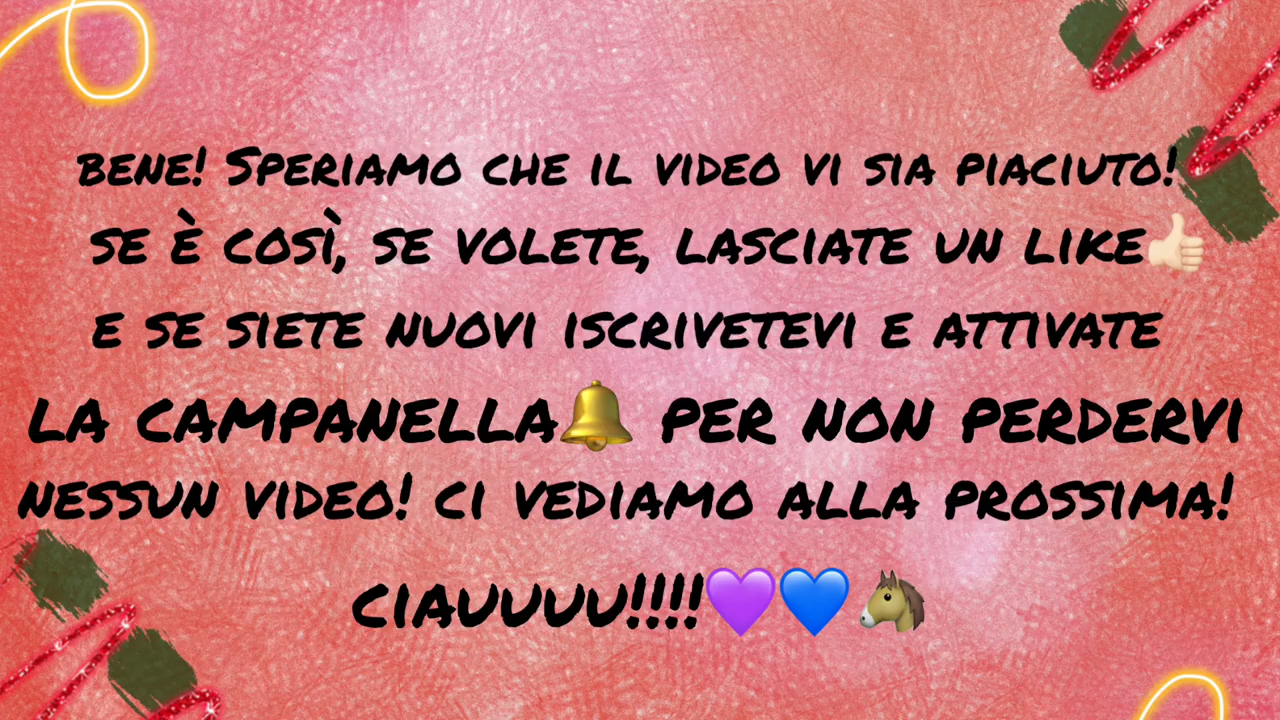 BENE! SPERIAMO CHE IL VIDEO VI SIA PIACIUTO!
SE È COSÌ, SE VOLETE, LASCIATE UN LIKE👍🏻
E SE SIETE NUOVI ISCRIVETEVI E ATTIVATE
LA CAMPANELLA🔔 PER NON PERDERVI
NESSUN VIDEO! CI VEDIAMO ALLA PROSSIMA!
CIAUUUU!!!!💜💙🐴